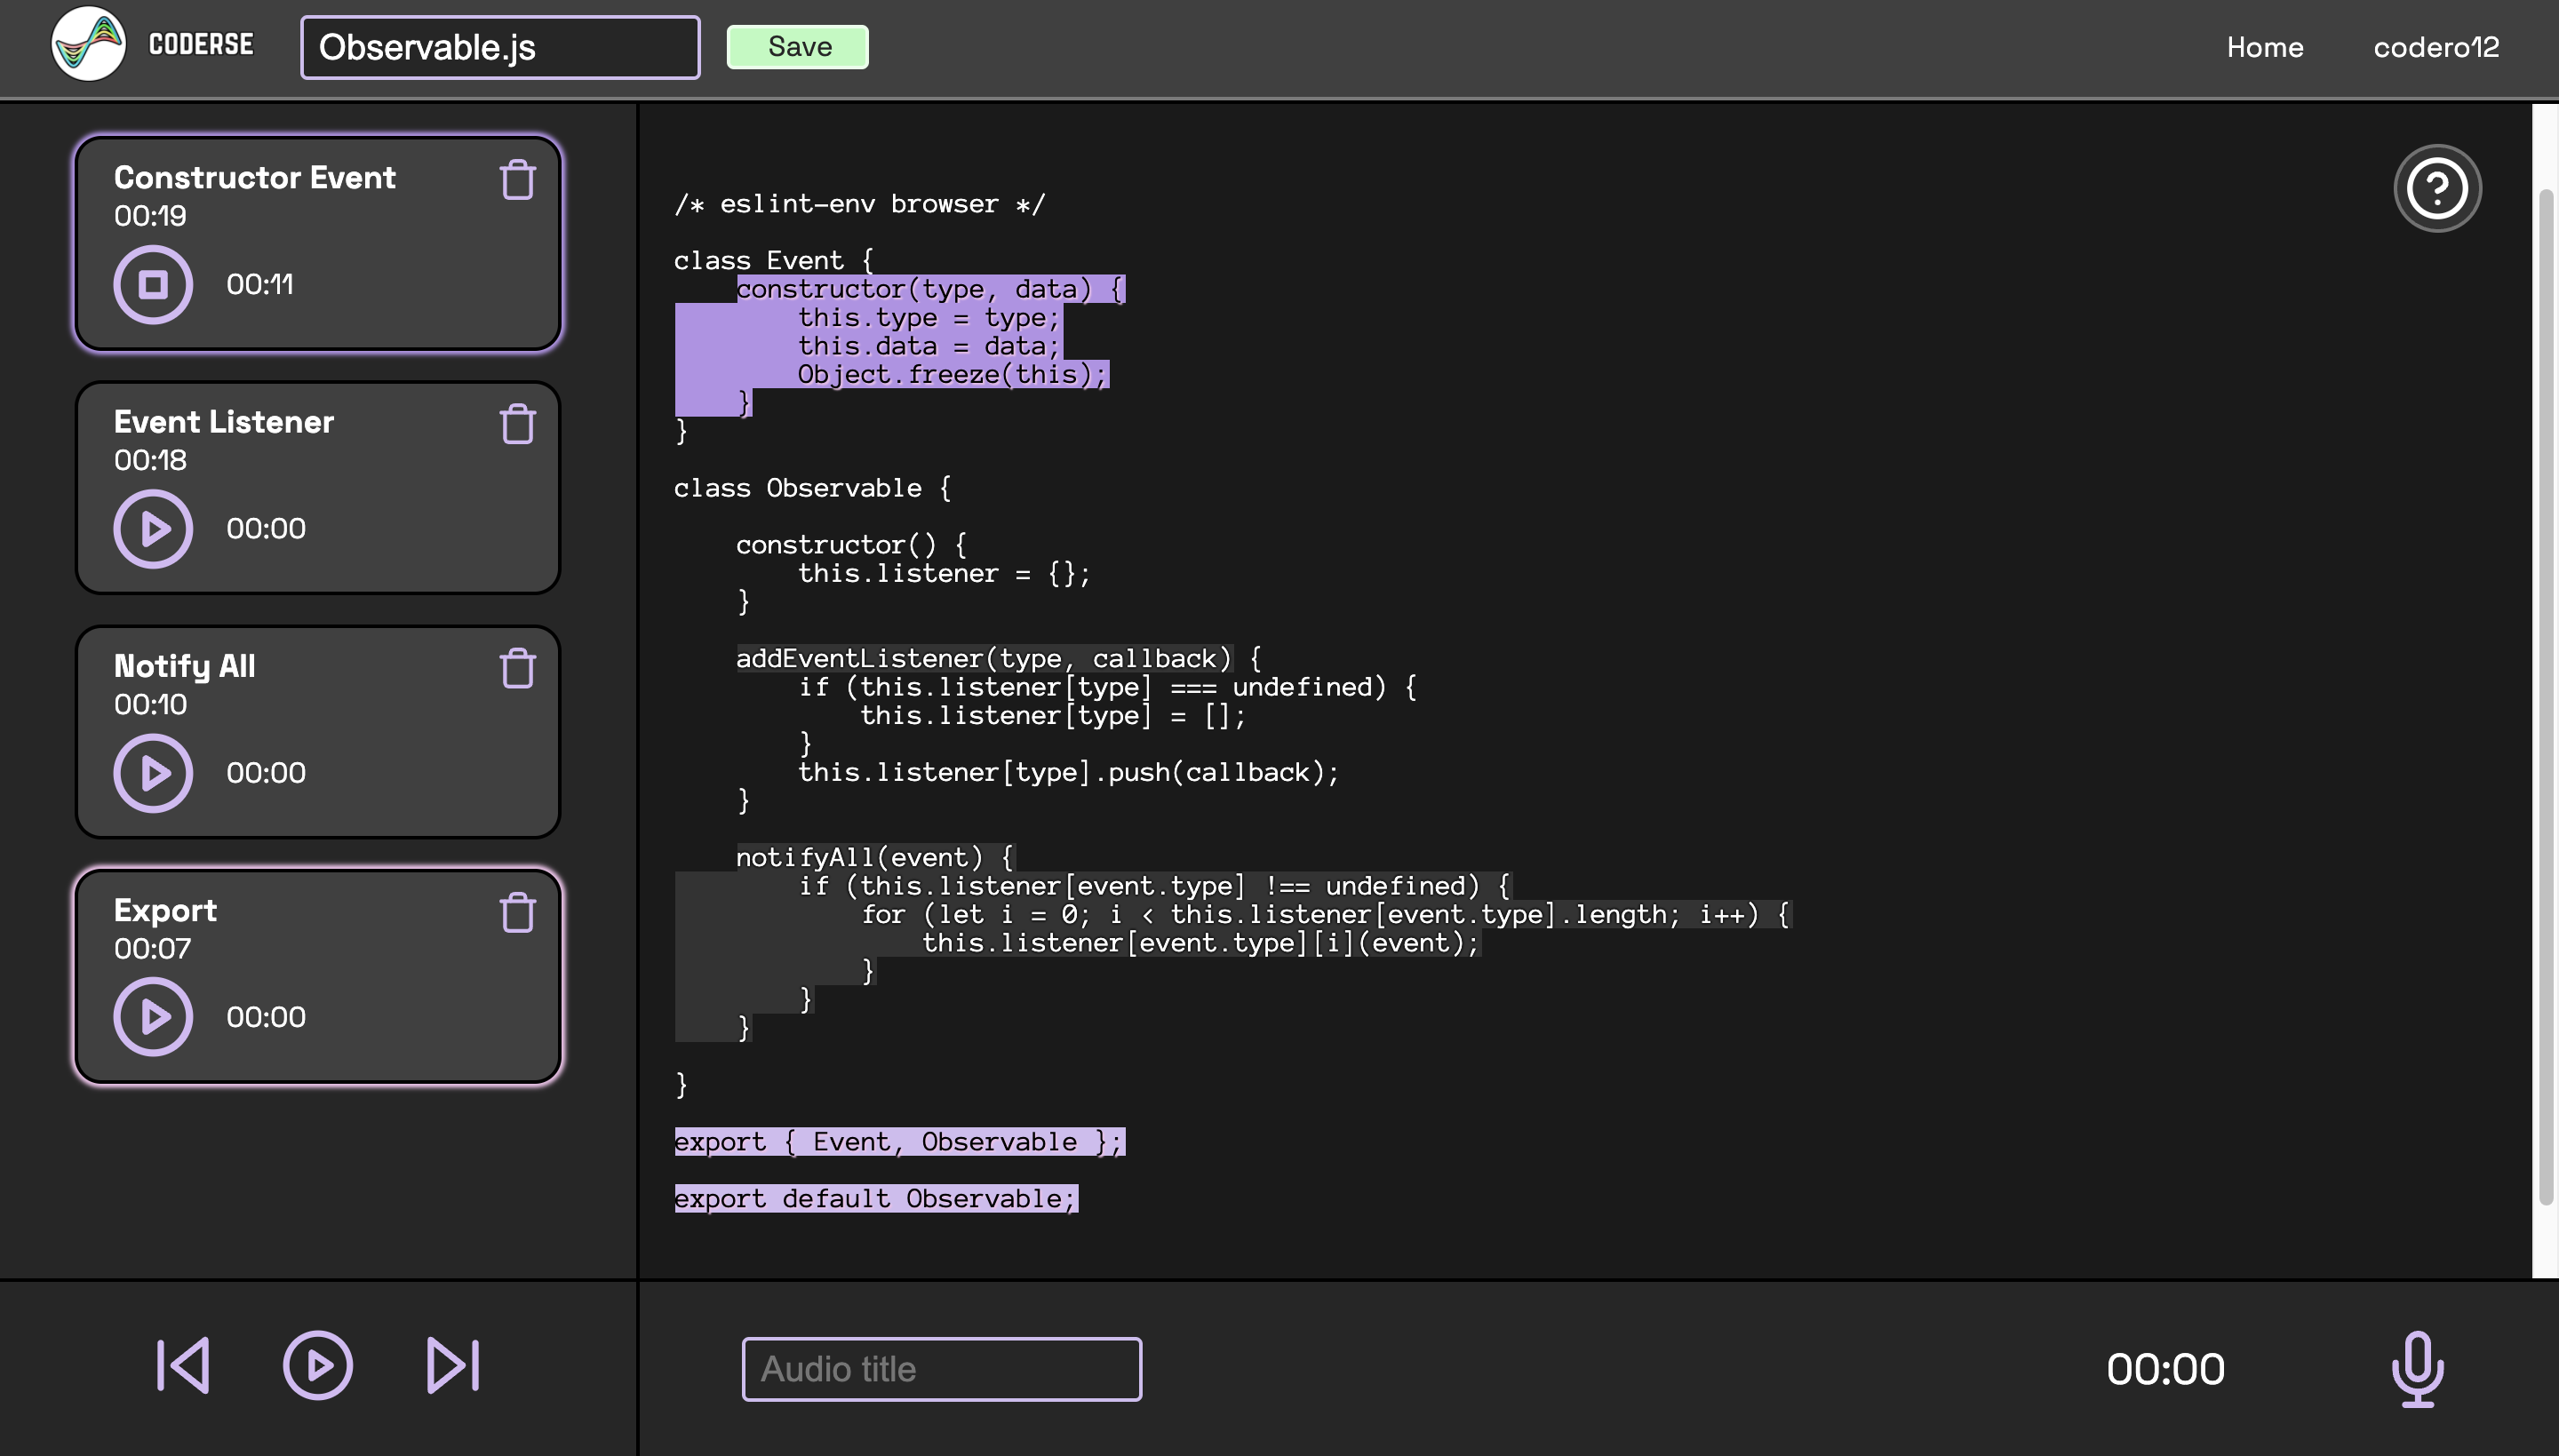 CODERSE
Observable.js
Save
Home
codero12
Constructor Event
00:19
00:11
Event Listener
00:18
00:00
Notify All
00:10
00:00
Export
00:07
00:00
/* eslint-env browser */
class Event {
    constructor(type, data) {
        this.type = type;
        this.data = data;
        Object.freeze(this);
    }
}
class Observable {
    constructor() {
        this.listener = {};
    }
    addEventListener(type, callback) {
        if (this.listener[type] === undefined) {
            this.listener[type] = [];
        }
        this.listener[type].push(callback);
    }
    notifyAll(event) {
        if (this.listener[event.type] !== undefined) {
            for (let i = 0; i < this.listener[event.type].length; i++) {
                this.listener[event.type][i](event);
            }
        }
    }
}
export { Event, Observable };
export default Observable;
?
Audio title
00:00